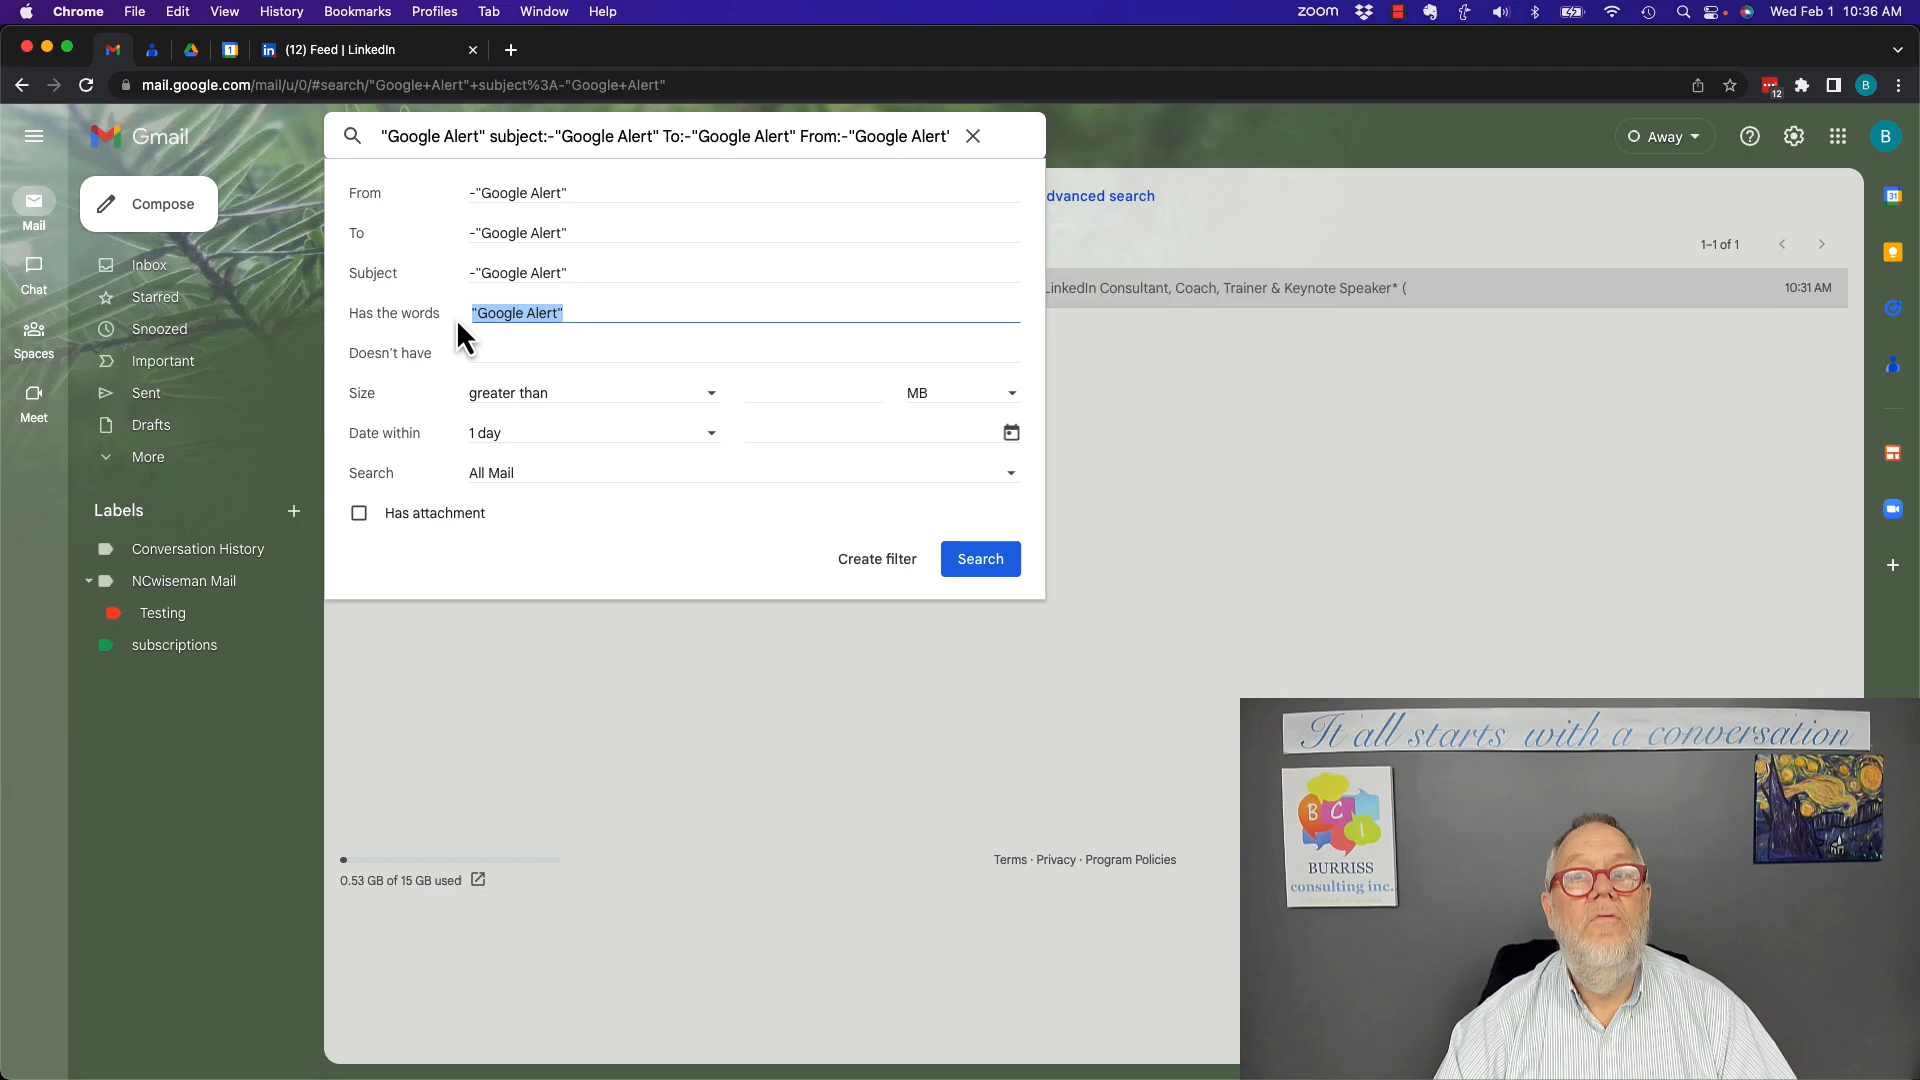 Chrome File Edit View History Bookmarks Profiles Tab Window Help
zoom Wed Feb 1 10:36 AM
(12) Feed | LinkedIn
mail.google.com/mail/u/0/#search/"Google+Alert"+subject%3A-"Google+Alert"
12
B
Gmail
"Google Alert" subject:-"Google Alert" To:-"Google Alert" From:-"Google Alert"
Away
B
Mail
Chat
Spaces
Meet
Compose
Inbox
Starred
Snoozed
Important
Sent
Drafts
More
Labels
Conversation History
NCwiseman Mail
Testing
subscriptions
From -"Google Alert"
To -"Google Alert"
Subject -"Google Alert"
Has the words "Google Alert"
Doesn't have
Size greater than MB
Date within 1 day
Search All Mail
Has attachment
Create filter Search
dvanced search
1–1 of 1
LinkedIn Consultant, Coach, Trainer & Keynote Speaker* ( 10:31 AM
31
0.53 GB of 15 GB used
Terms · Privacy · Program Policies
It all starts with a conversation
B C I
BURRISS
consulting inc.